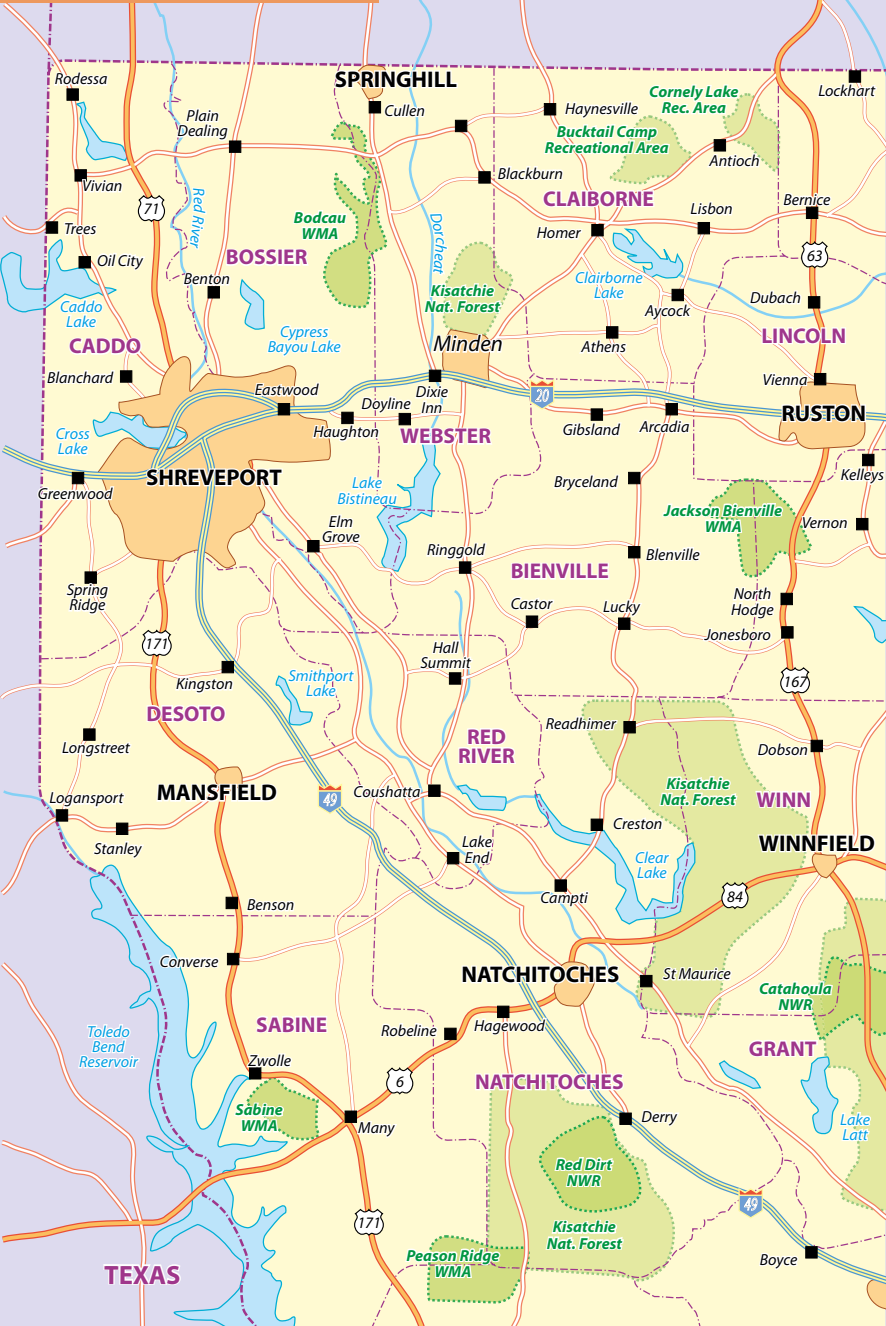 SPRINGHILL
Rodessa
Cullen
Haynesville
Cornely Lake
Rec. Area
Lockhart
Plain
Dealing
Bucktail Camp
Recreational Area
Antioch
Vivian
Blackburn
71
Red River
CLAIBORNE
Bernice
Trees
Bodcau
WMA
Dorcheat
Lisbon
Homer
Oil City
BOSSIER
63
Benton
Kisatchie
Nat. Forest
Clairborne
Lake
Dubach
Caddo
Lake
Aycock
CADDO
Cypress
Bayou Lake
Minden
Athens
LINCOLN
Blanchard
Vienna
Eastwood
Dixie
Inn
20
Doyline
RUSTON
Haughton
Gibsland
Arcadia
Cross
Lake
WEBSTER
SHREVEPORT
Kelleys
Greenwood
Lake
Bistineau
Bryceland
Jackson Bienville
WMA
Vernon
Elm
Grove
Ringgold
Blenville
BIENVILLE
Spring
Ridge
North
Hodge
Castor
Lucky
Jonesboro
171
Hall
Summit
Kingston
Smithport
Lake
167
DESOTO
RED
RIVER
Readhimer
Longstreet
Dobson
MANSFIELD
Coushatta
Kisatchie
Nat. Forest
WINN
Logansport
49
Creston
Stanley
Lake
End
WINNFIELD
Clear
Lake
Campti
84
Benson
Converse
NATCHITOCHES
St Maurice
Catahoula
NWR
SABINE
Robeline
Hagewood
Toledo
Bend
Reservoir
GRANT
Zwolle
6
NATCHITOCHES
Sabine
WMA
Many
Derry
Lake
Latt
Red Dirt
NWR
171
49
Kisatchie
Nat. Forest
Peason Ridge
WMA
Boyce
TEXAS